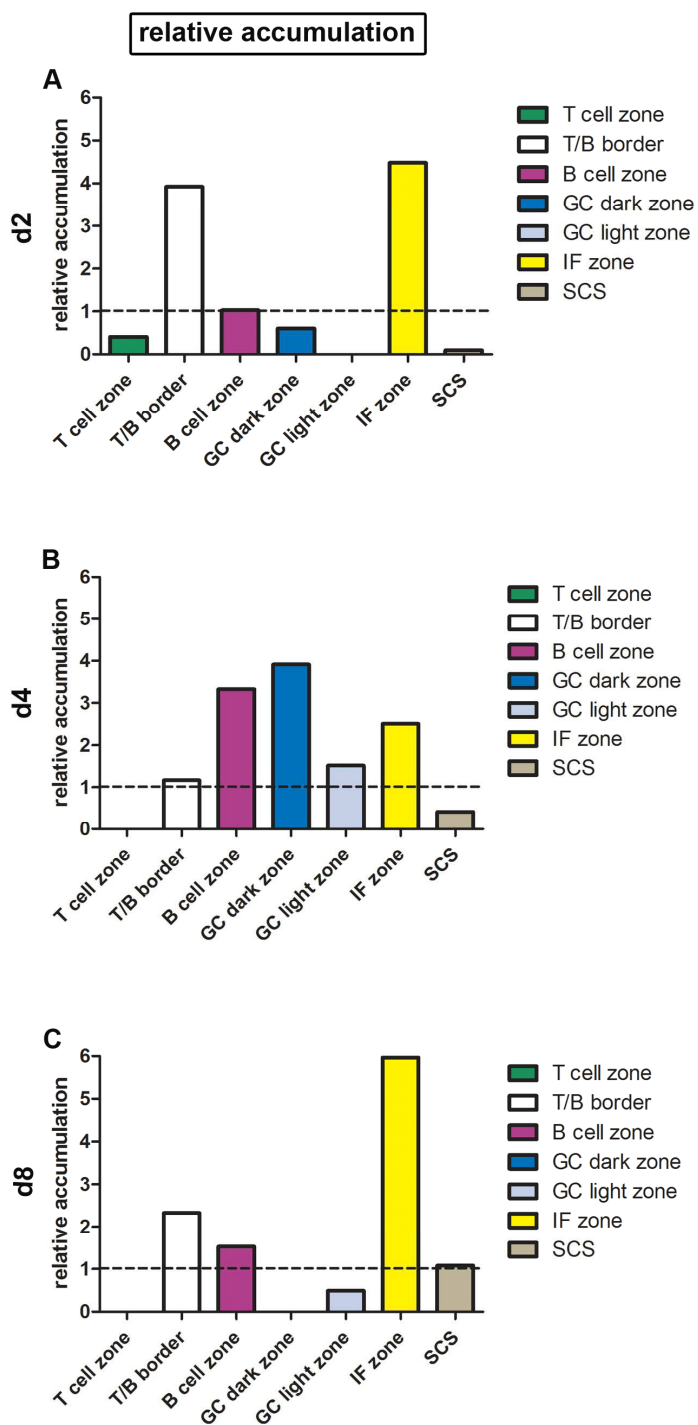 relative accumulation
A
d2
relative accumulation
6
5
4
3
2
1
0
T cell zone
T/B border
B cell zone
GC dark zone
GC light zone
IF zone
SCS
T cell zone
T/B border
B cell zone
GC dark zone
GC light zone
IF zone
SCS
B
d4
relative accumulation
6
5
4
3
2
1
0
T cell zone
T/B border
B cell zone
GC dark zone
GC light zone
IF zone
SCS
T cell zone
T/B border
B cell zone
GC dark zone
GC light zone
IF zone
SCS
C
d8
relative accumulation
6
5
4
3
2
1
0
T cell zone
T/B border
B cell zone
GC dark zone
GC light zone
IF zone
SCS
T cell zone
T/B border
B cell zone
GC dark zone
GC light zone
IF zone
SCS